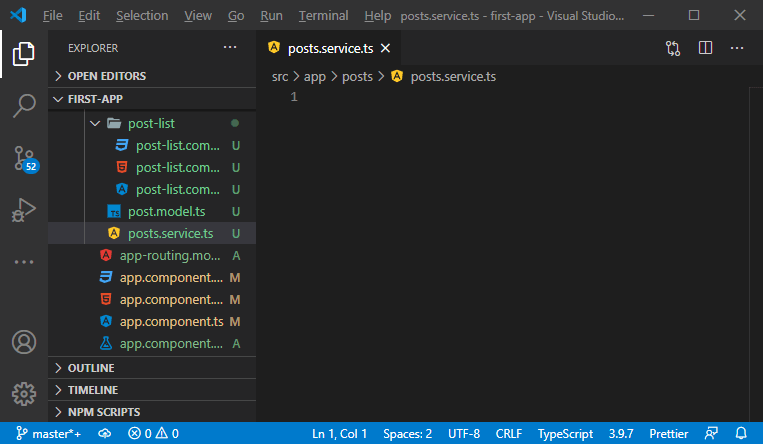 File Edit Selection View Go Run Terminal Help posts.service.ts - first-app - Visual Studio...
EXPLORER
posts.service.ts
OPEN EDITORS
src > app > posts > posts.service.ts
FIRST-APP
1
post-list
post-list.com... U
post-list.com... U
52
post-list.com... U
TS post.model.ts U
posts.service.ts U
app-routing.mo... A
app.component.... M
app.component.... M
app.component.ts M
app.component.... A
OUTLINE
TIMELINE
NPM SCRIPTS
master*+ 0 0 Ln 1, Col 1 Spaces: 2 UTF-8 CRLF TypeScript 3.9.7 Prettier